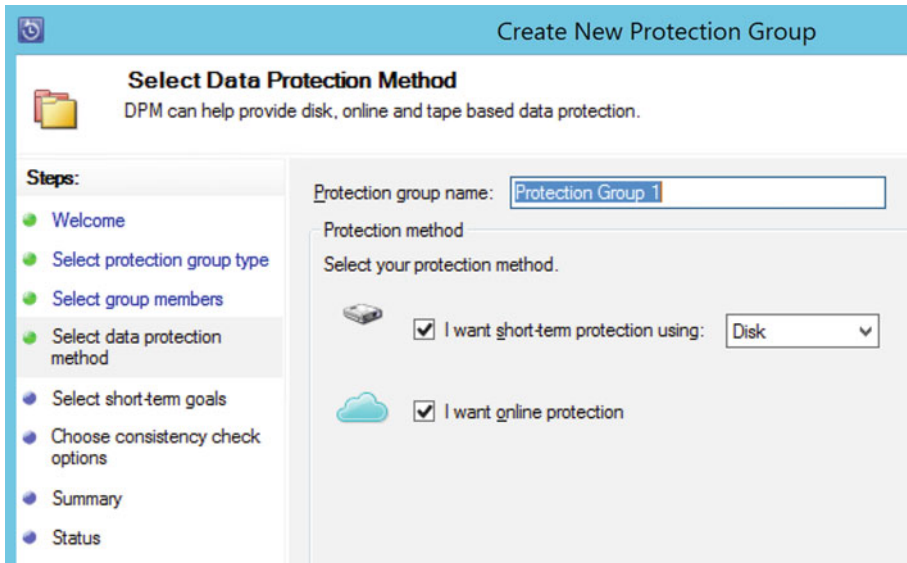 Create New Protection Group
Select Data Protection Method
DPM can help provide disk, online and tape based data protection.
Steps:
Welcome
Select protection group type
Select group members
Select data protection
method
Select short-term goals
Choose consistency check
options
Summary
Status
Protection group name: Protection Group 1
Protection method
Select your protection method.
I want short-term protection using: Disk
I want online protection